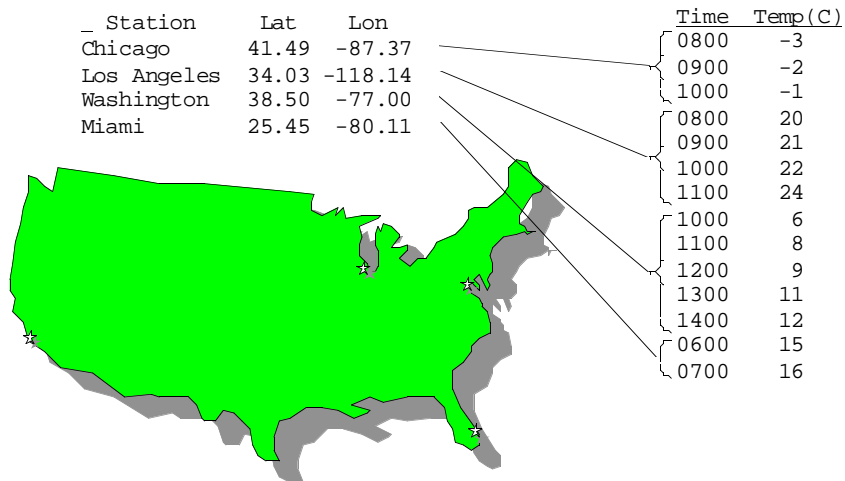 _ Station Lat Lon
Chicago 41.49 -87.37
Los Angeles 34.03 -118.14
Washington 38.50 -77.00
Miami 25.45 -80.11
Time Temp(C)
0800 -3
0900 -2
1000 -1
0800 20
0900 21
1000 22
1100 24
1000 6
1100 8
1200 9
1300 11
1400 12
0600 15
0700 16